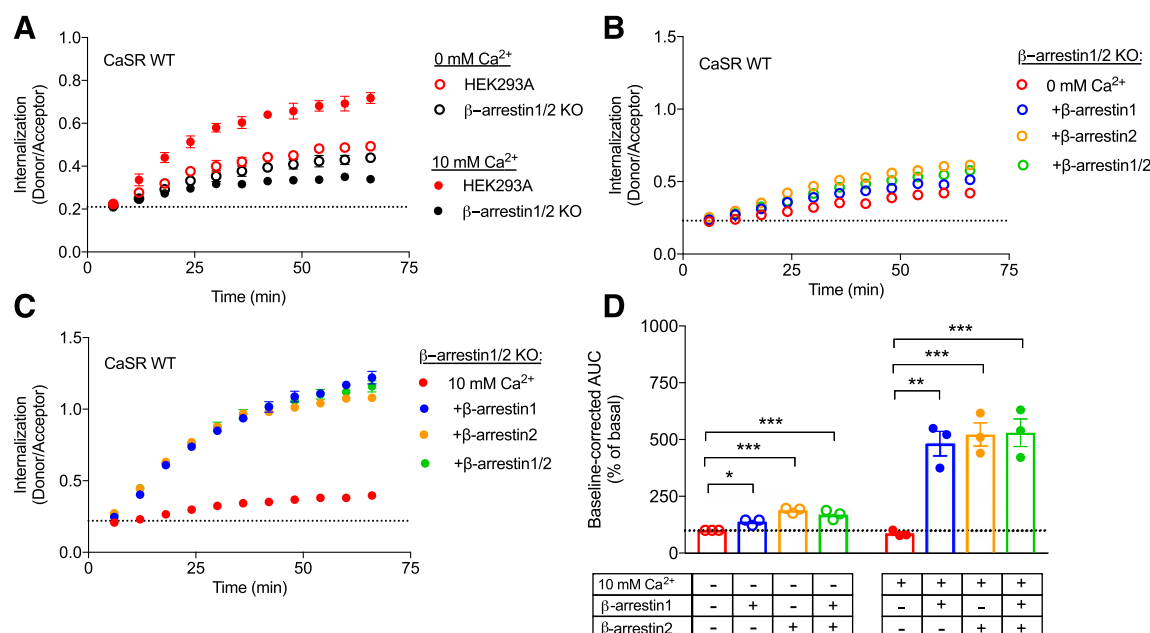 A
CaSR WT
Internalization
(Donor/Acceptor)
1.0
0.8
0.6
0.4
0.2
0.0
0
25
50
75
Time (min)
0 mM Ca²⁺
HEK293A
β−arrestin1/2 KO
10 mM Ca²⁺
HEK293A
β−arrestin1/2 KO
B
CaSR WT
Internalization
(Donor/Acceptor)
1.5
1.0
0.5
0.0
0
25
50
75
Time (min)
β−arrestin1/2 KO:
0 mM Ca²⁺
+β-arrestin1
+β-arrestin2
+β-arrestin1/2
C
CaSR WT
Internalization
(Donor/Acceptor)
1.5
1.0
0.5
0.0
0
25
50
75
Time (min)
β−arrestin1/2 KO:
10 mM Ca²⁺
+β-arrestin1
+β-arrestin2
+β-arrestin1/2
D
Baseline-corrected AUC
(% of basal)
1000
750
500
250
0
***
***
*
***
***
**
10 mM Ca²⁺ - - - - + + + +
β-arrestin1 - + - + - + - +
β-arrestin2 - - + + - - + +